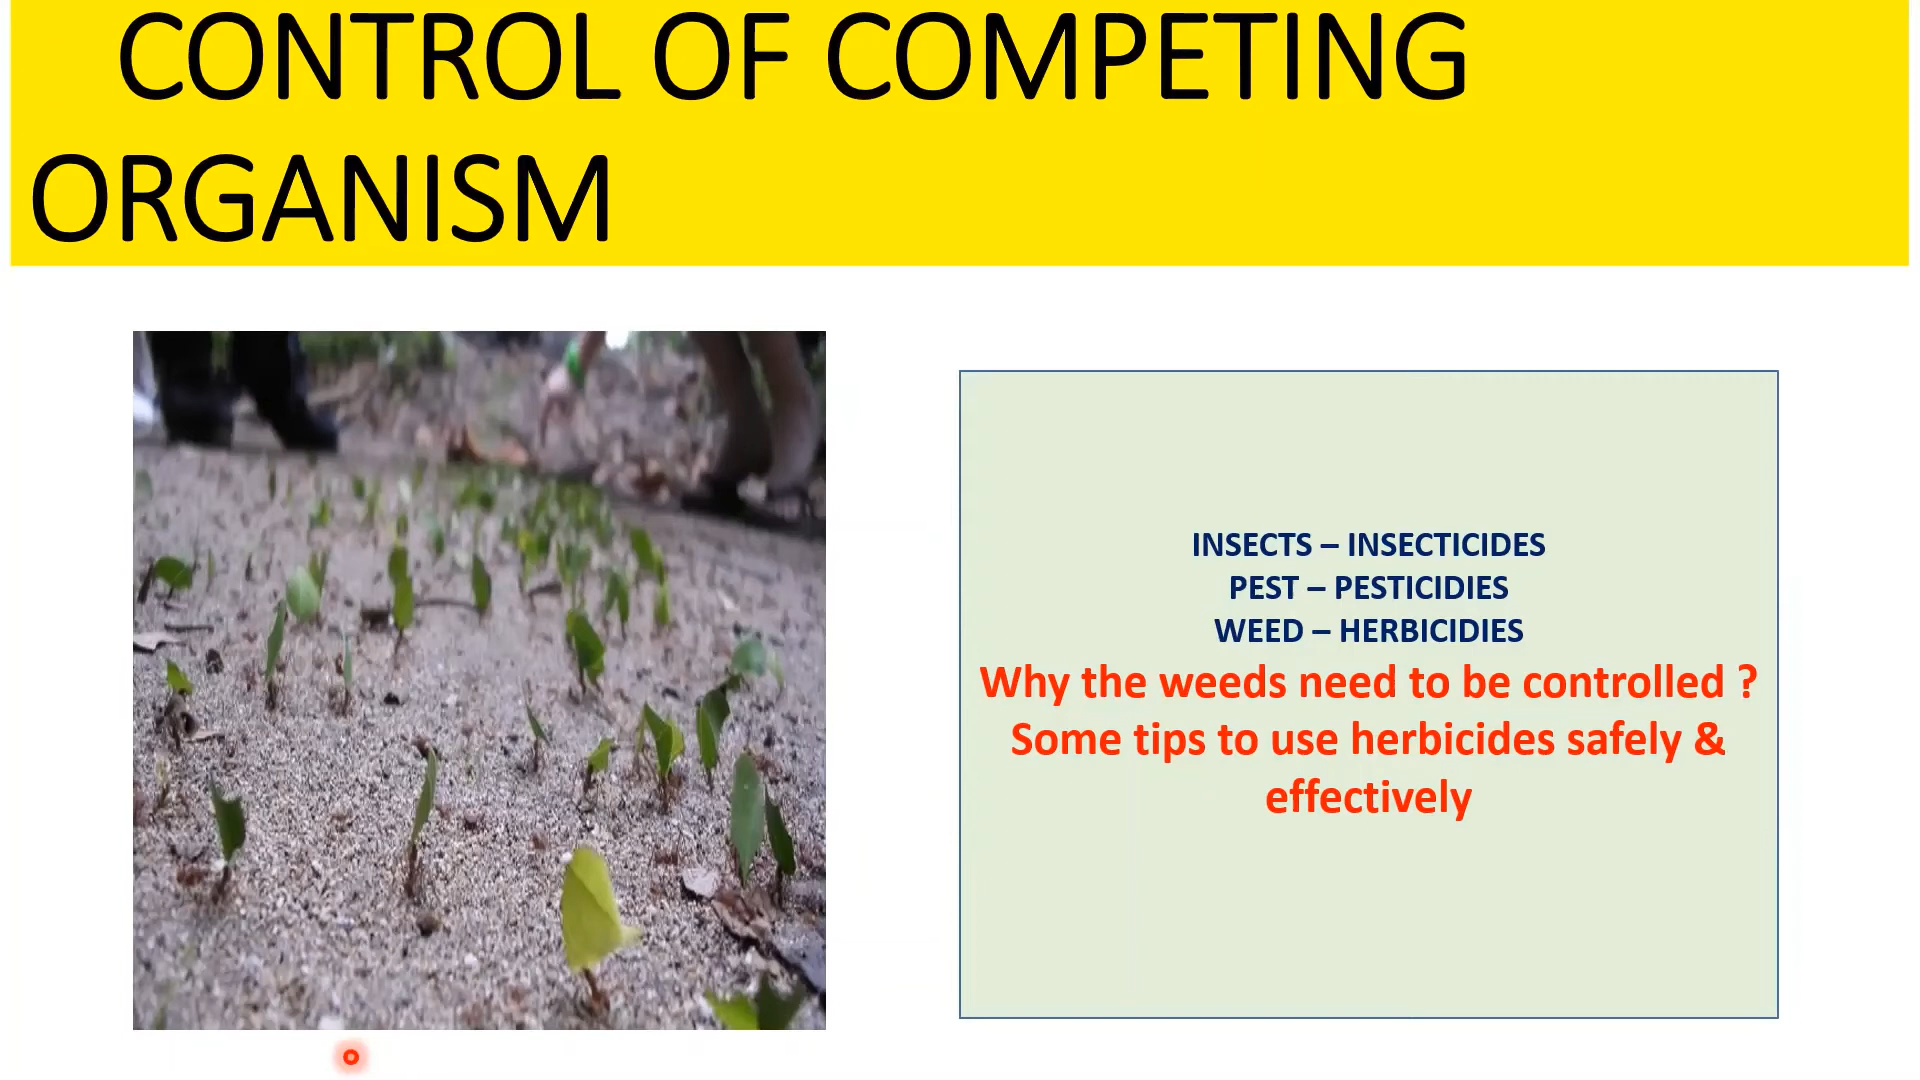 CONTROL OF COMPETING
ORGANISM
INSECTS – INSECTICIDES
PEST – PESTICIDIES
WEED – HERBICIDIES
Why the weeds need to be controlled ?
Some tips to use herbicides safely &
effectively